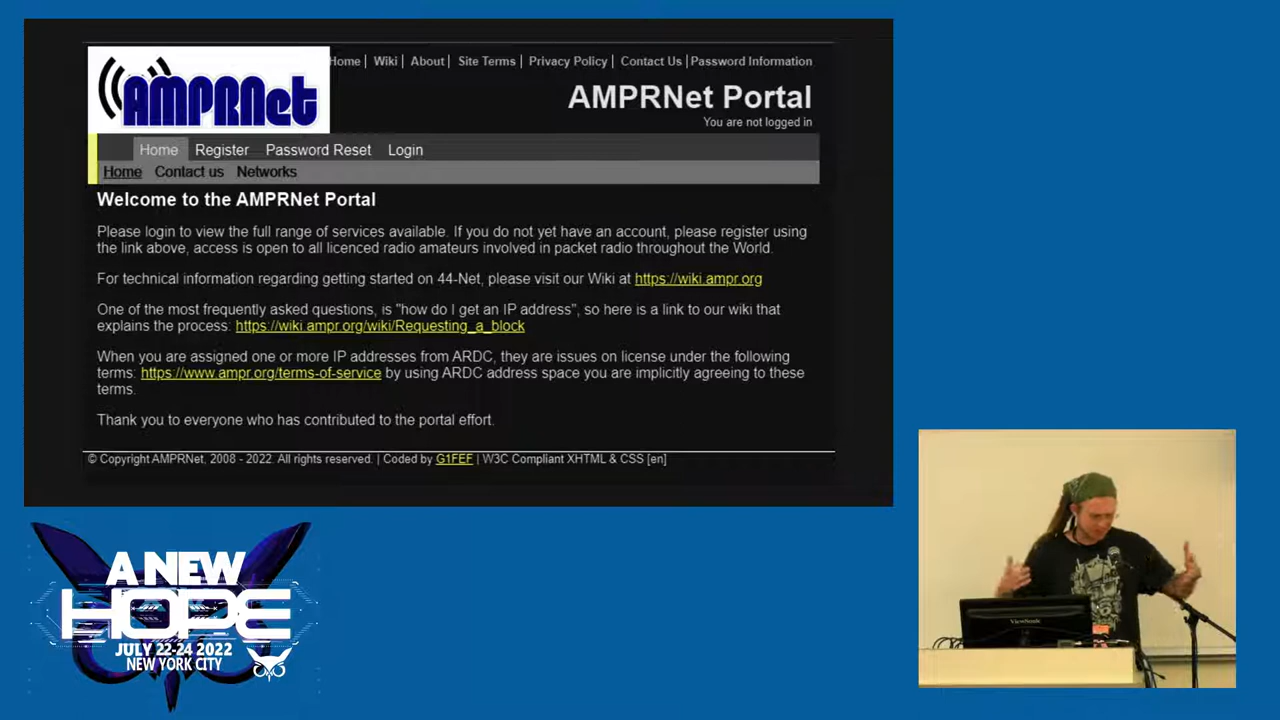 AMPRNet
Home | Wiki | About | Site Terms | Privacy Policy | Contact Us | Password Information
AMPRNet Portal
You are not logged in
Home Register Password Reset Login
Home Contact us Networks
Welcome to the AMPRNet Portal
Please login to view the full range of services available. If you do not yet have an account, please register using
the link above, access is open to all licenced radio amateurs involved in packet radio throughout the World.
For technical information regarding getting started on 44-Net, please visit our Wiki at https://wiki.ampr.org
One of the most frequently asked questions, is "how do I get an IP address", so here is a link to our wiki that
explains the process: https://wiki.ampr.org/wiki/Requesting_a_block
When you are assigned one or more IP addresses from ARDC, they are issues on license under the following
terms: https://www.ampr.org/terms-of-service by using ARDC address space you are implicitly agreeing to these
terms.
Thank you to everyone who has contributed to the portal effort.
© Copyright AMPRNet, 2008 - 2022. All rights reserved. | Coded by G1FEF | W3C Compliant XHTML & CSS [en]
A NEW
HOPE
JULY 22-24 2022
NEW YORK CITY
ViewSonic